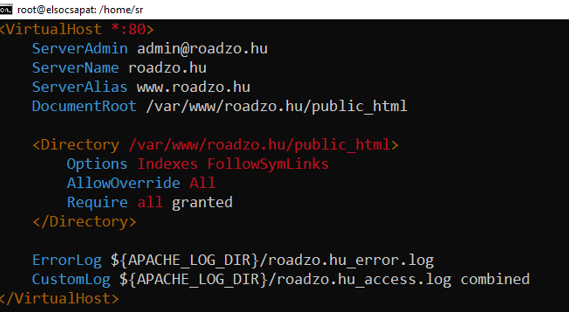 root@elsocsapat: /home/sr
<VirtualHost *:80>
    ServerAdmin admin@roadzo.hu
    ServerName roadzo.hu
    ServerAlias www.roadzo.hu
    DocumentRoot /var/www/roadzo.hu/public_html
    <Directory /var/www/roadzo.hu/public_html>
        Options Indexes FollowSymLinks
        AllowOverride All
        Require all granted
    </Directory>
    ErrorLog ${APACHE_LOG_DIR}/roadzo.hu_error.log
    CustomLog ${APACHE_LOG_DIR}/roadzo.hu_access.log combined
</VirtualHost>